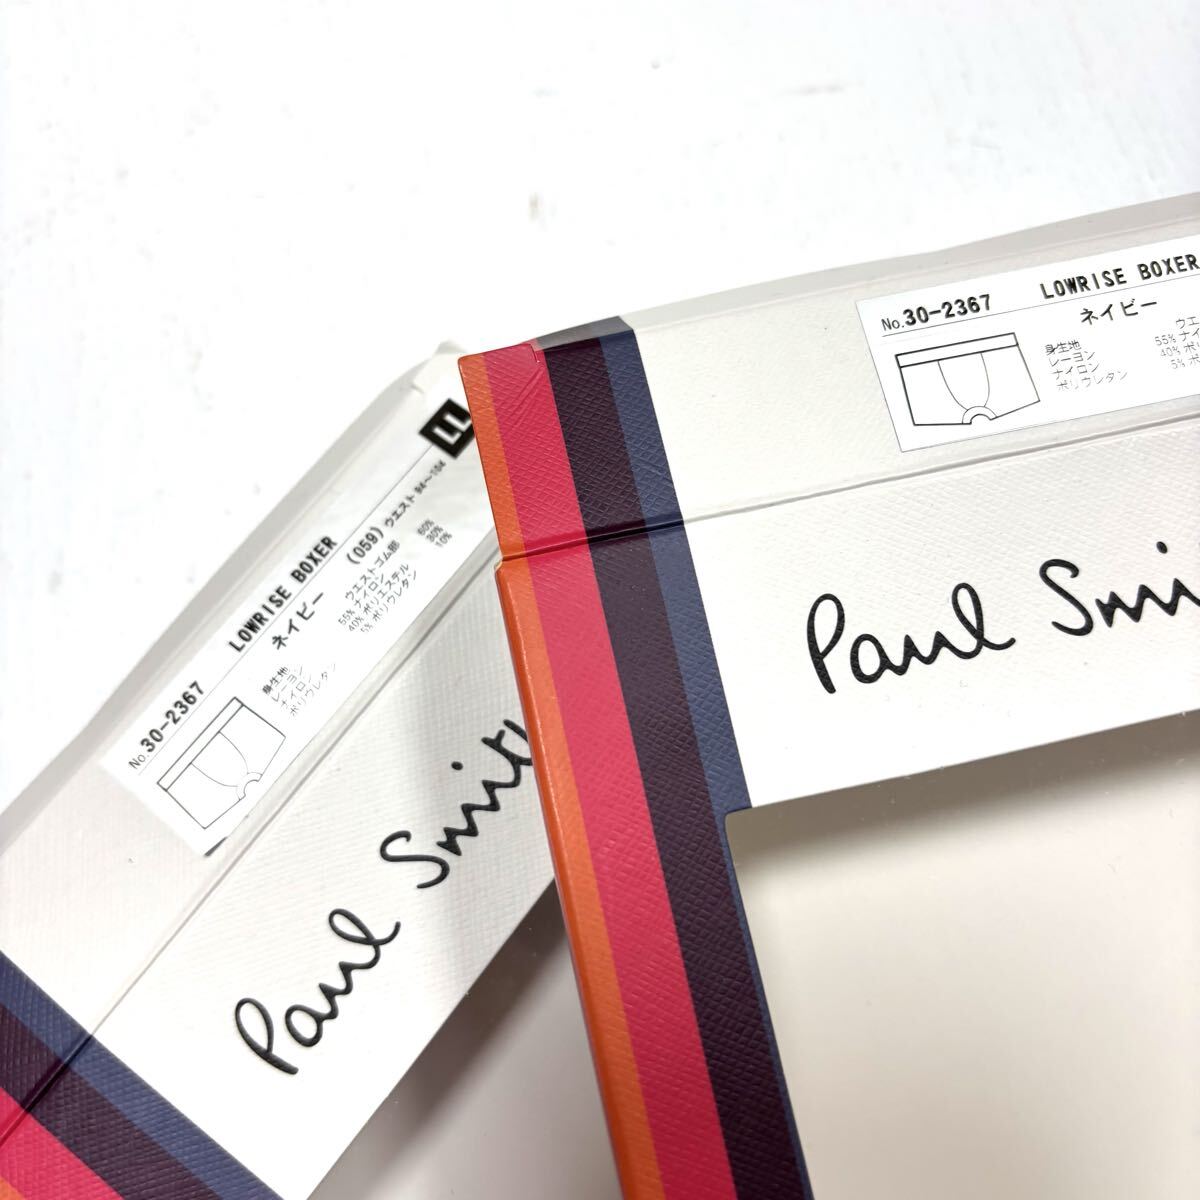 LL
No.30-2367 LOWRISE BOXER
ネイビー (059) ウエスト 94〜104
身生地 ウエストゴム部
レーヨン 55% ナイロン 60%
ナイロン 40% ポリエステル 30%
ポリウレタン 5% ポリウレタン 10%
Paul Smith
No.30-2367 LOWRISE BOXER
ネイビー
身生地 ウエ
レーヨン 55% ナイ
ナイロン 40% ポリ
ポリウレタン 5% ポ
Paul Smi